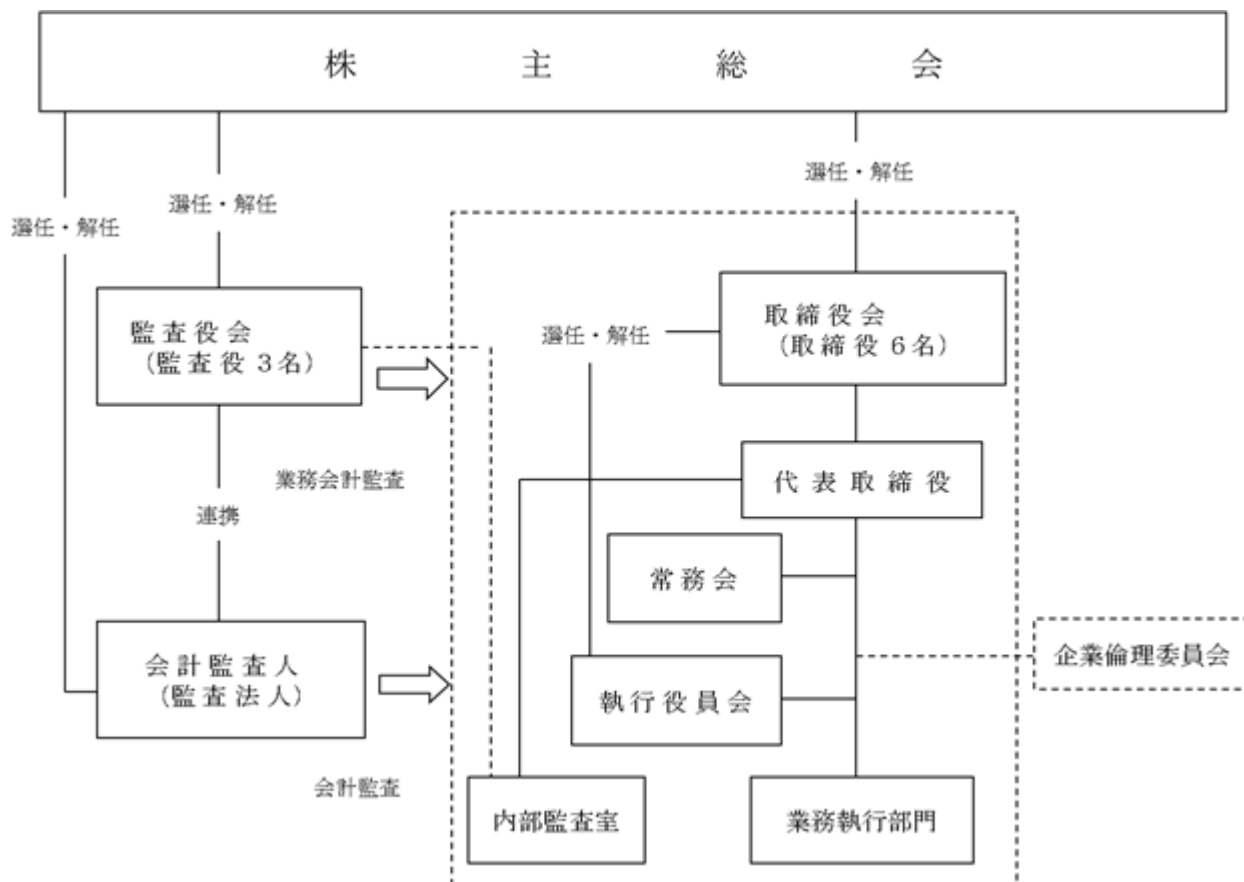 株主総会
選任・解任
選任・解任
選任・解任
監査役会
（監査役3名）
選任・解任
取締役会
（取締役6名）
業務会計監査
代表取締役
連携
常務会
会計監査人
（監査法人）
執行役員会
企業倫理委員会
会計監査
内部監査室
業務執行部門